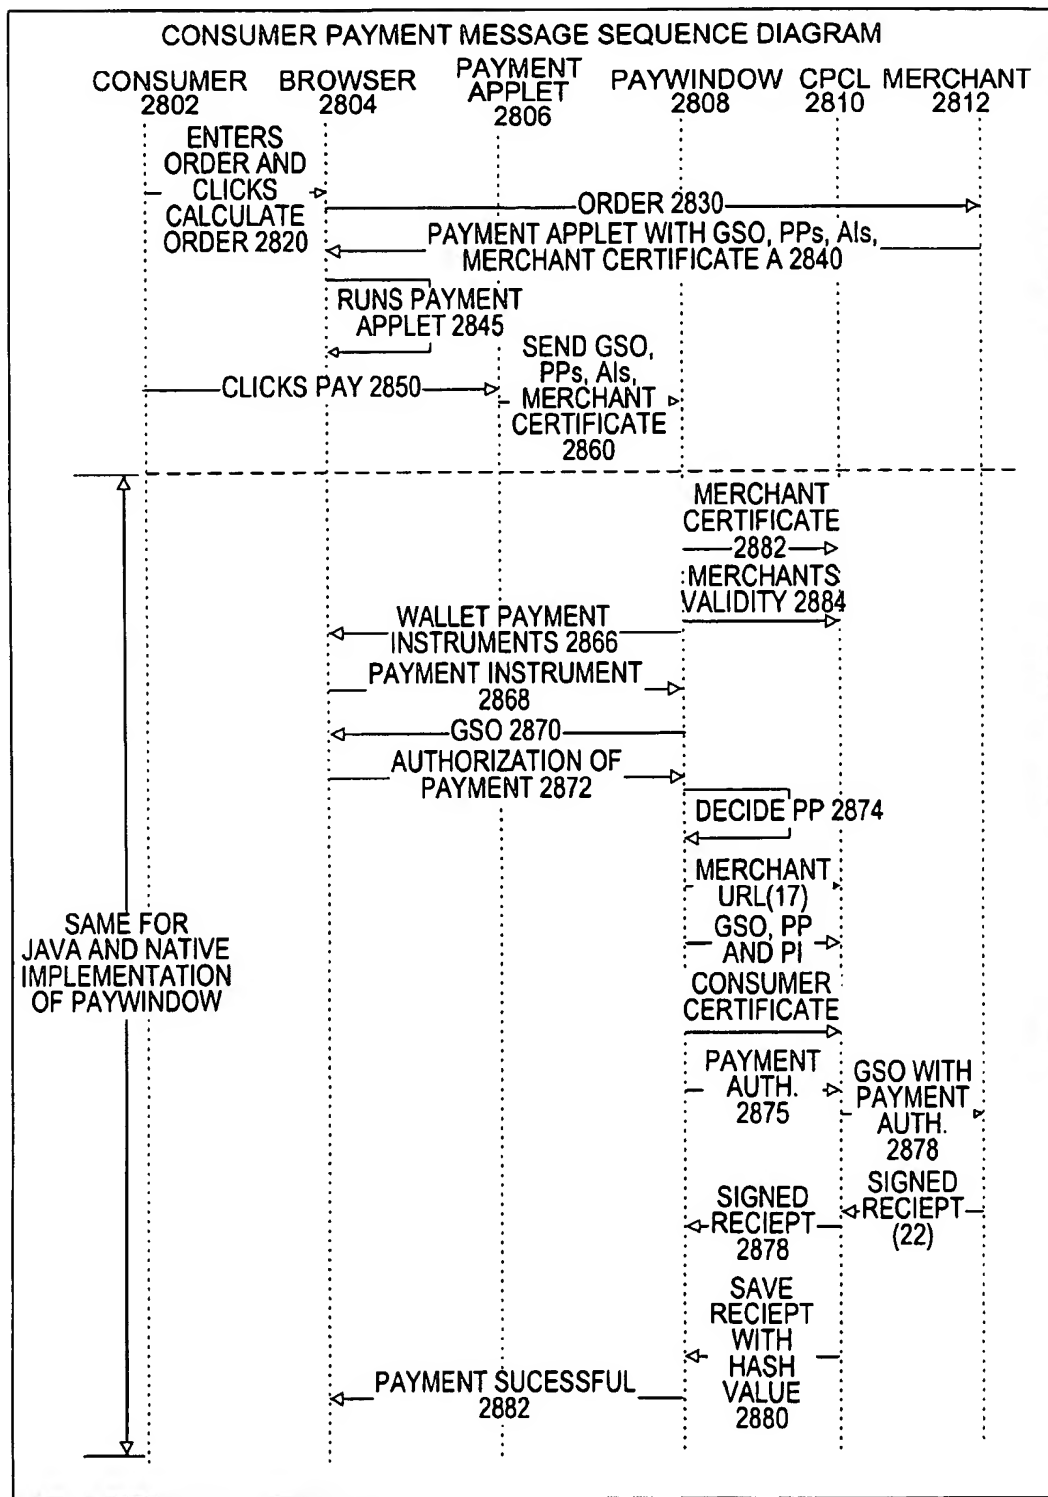 CONSUMER PAYMENT MESSAGE SEQUENCE DIAGRAM
CONSUMER
2802
BROWSER
2804
PAYMENT
APPLET
2806
PAYWINDOW
2808
CPCL
2810
MERCHANT
2812
ENTERS
ORDER AND
CLICKS
CALCULATE
ORDER 2820
ORDER 2830
PAYMENT APPLET WITH GSO, PPs, AIs,
MERCHANT CERTIFICATE A 2840
RUNS PAYMENT
APPLET 2845
CLICKS PAY 2850
SEND GSO,
PPs, AIs,
MERCHANT
CERTIFICATE
2860
MERCHANT
CERTIFICATE
2882
MERCHANTS
VALIDITY 2884
WALLET PAYMENT
INSTRUMENTS 2866
PAYMENT INSTRUMENT
2868
GSO 2870
AUTHORIZATION OF
PAYMENT 2872
DECIDE PP 2874
MERCHANT
URL(17)
GSO, PP
AND PI
SAME FOR
JAVA AND NATIVE
IMPLEMENTATION
OF PAYWINDOW
CONSUMER
CERTIFICATE
PAYMENT
AUTH.
2875
GSO WITH
PAYMENT
AUTH.
2878
SIGNED
RECIEPT
(22)
SIGNED
RECIEPT
2878
SAVE
RECIEPT
WITH
HASH
VALUE
2880
PAYMENT SUCESSFUL
2882